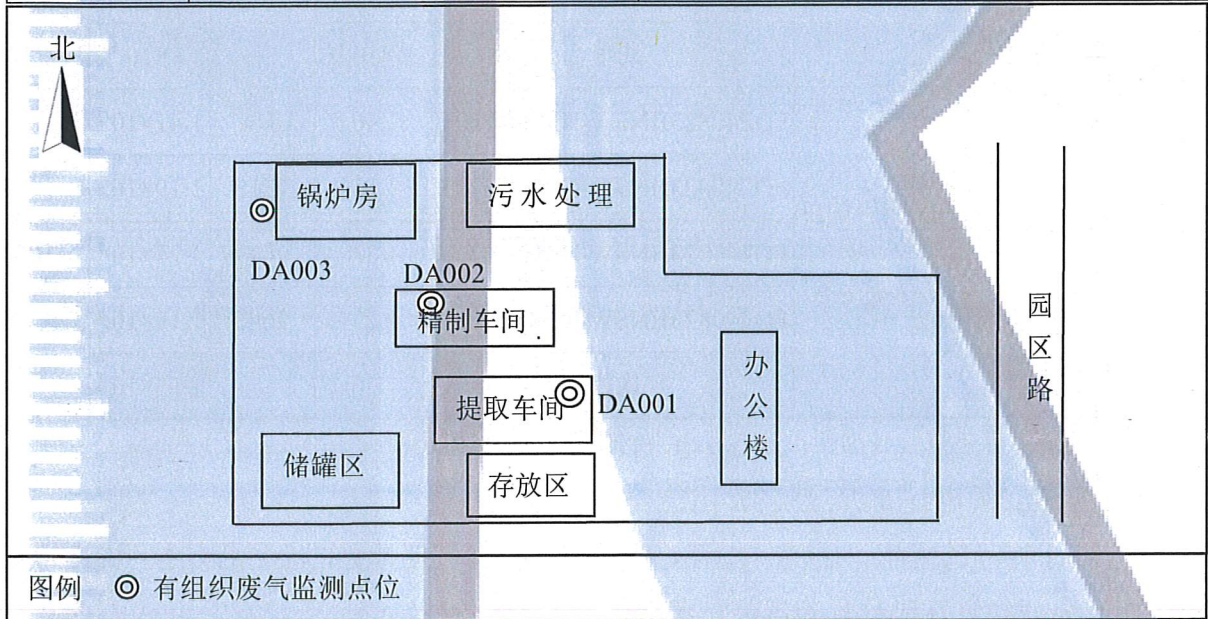 北
锅炉房
污水处理
DA003
DA002
精制车间
园区路
办公楼
提取车间
DA001
储罐区
存放区
图例 ◎ 有组织废气监测点位